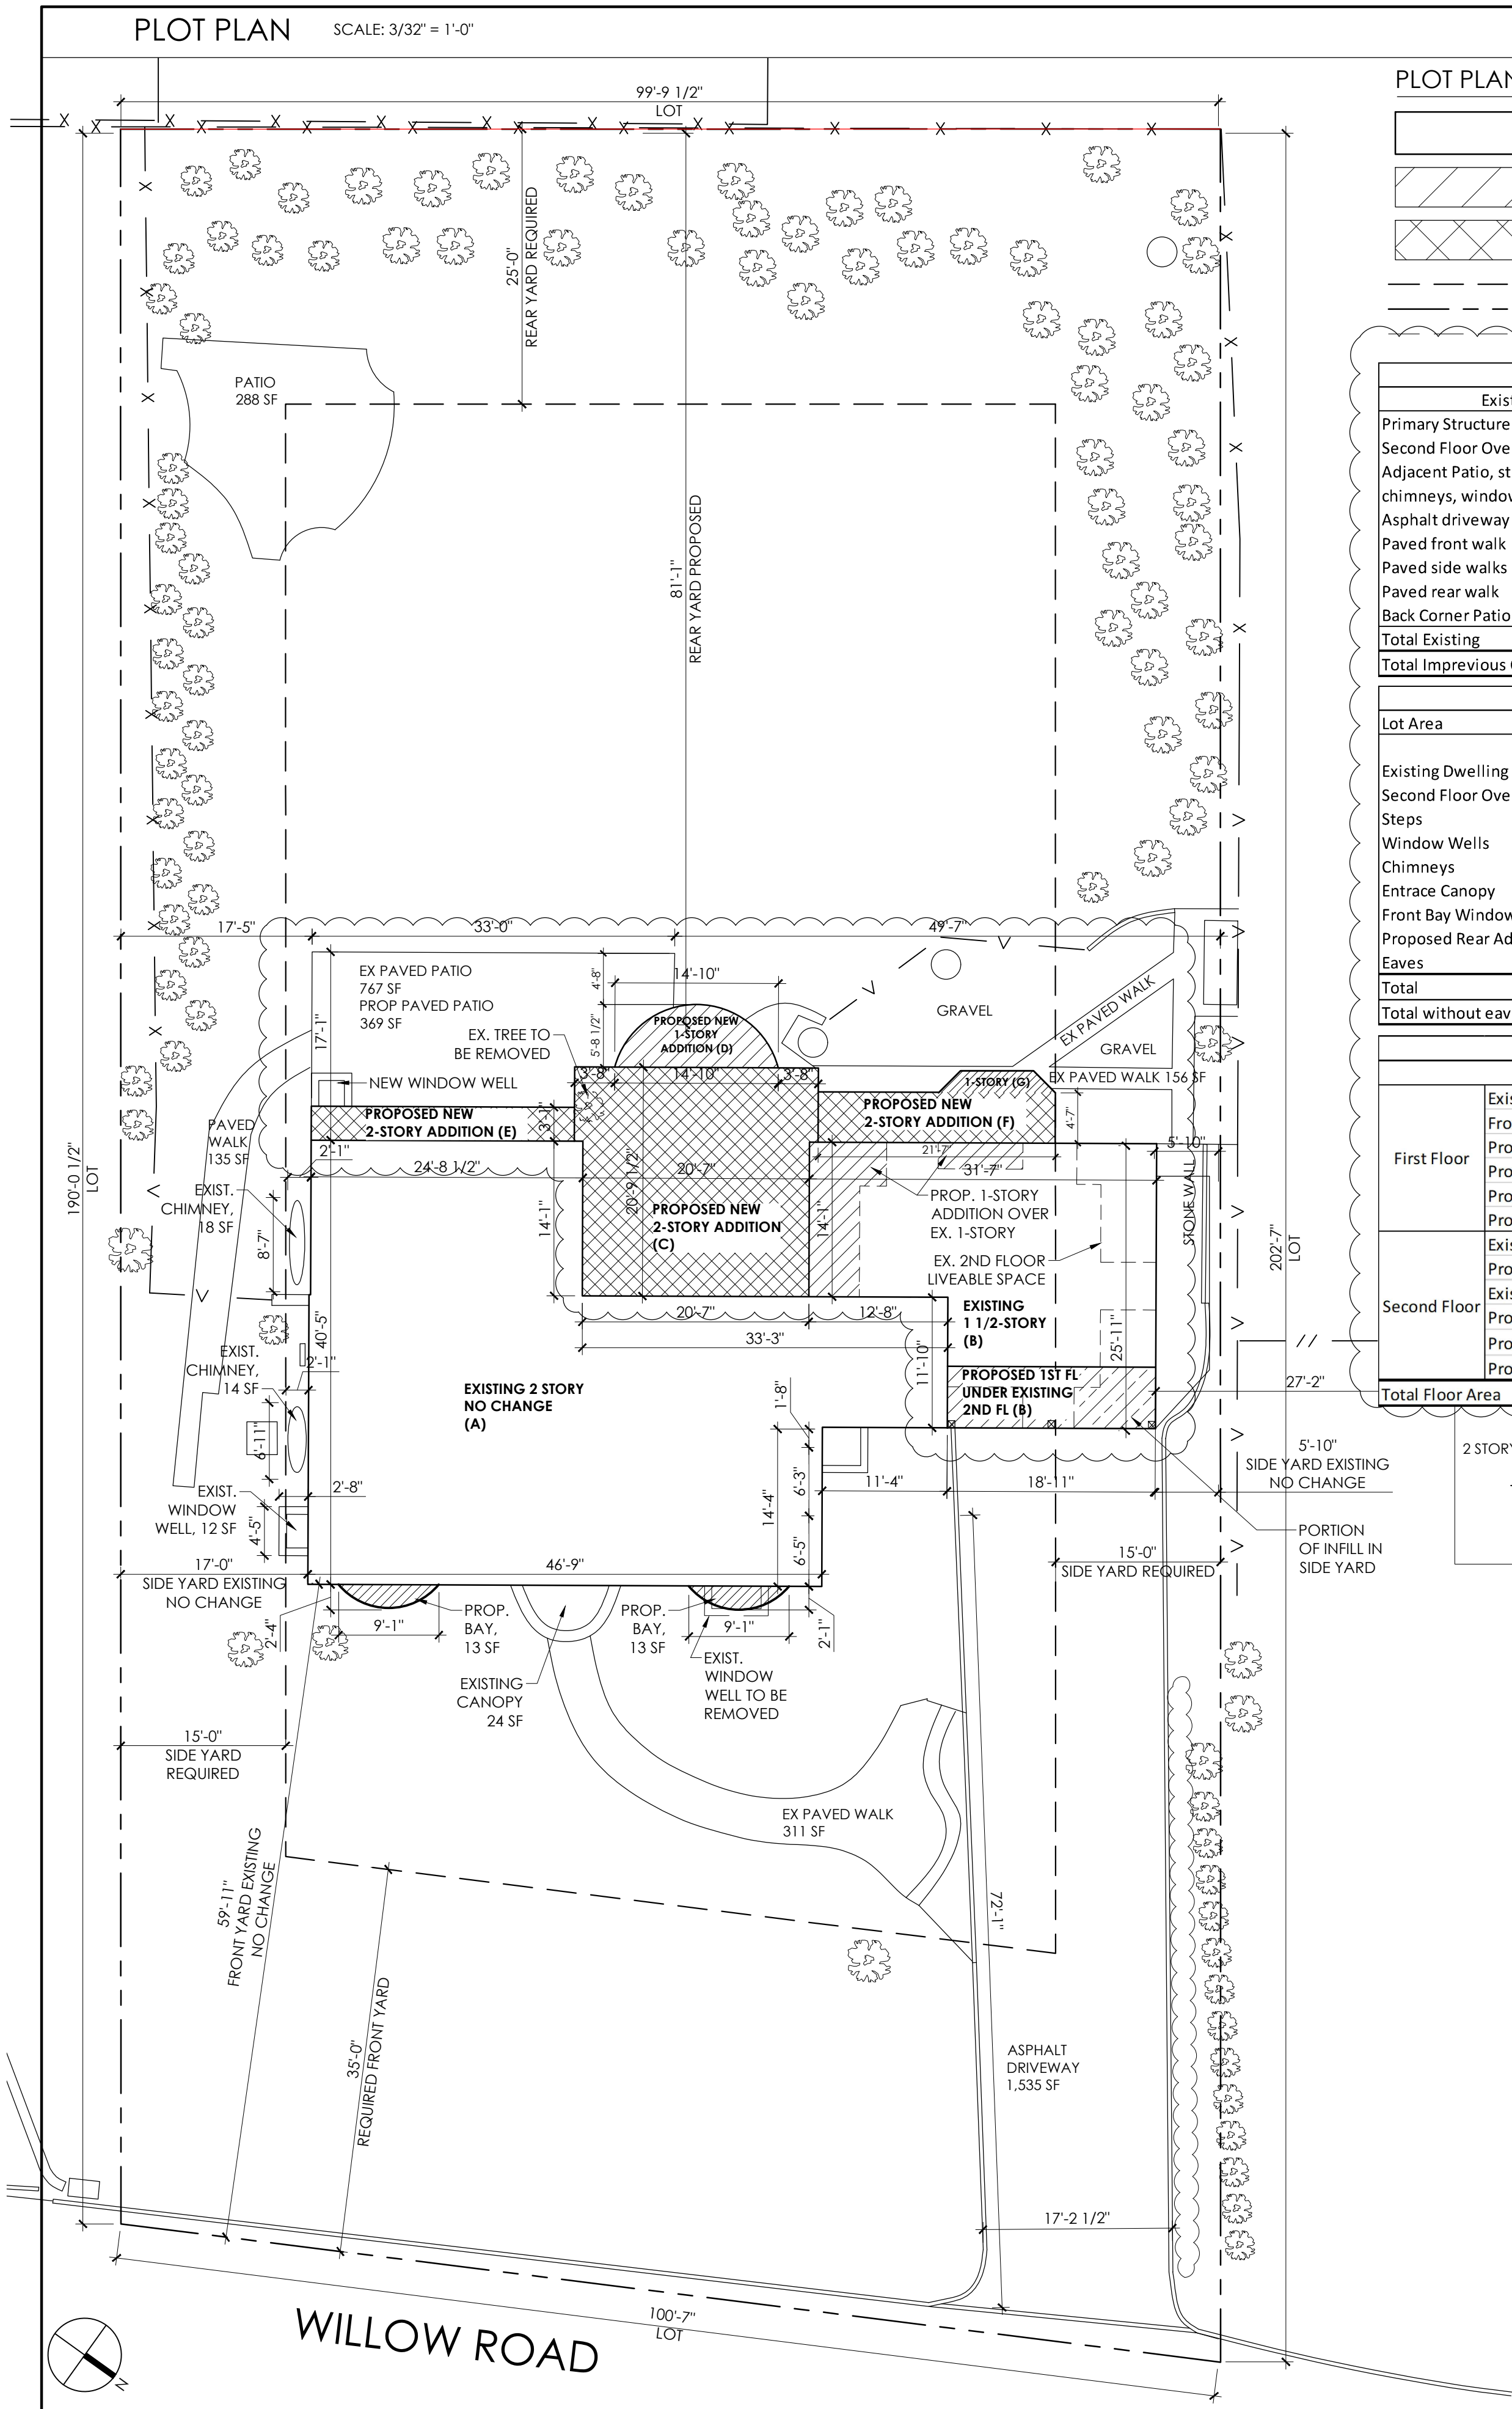 PLOT PLAN
SCALE: 3/32" = 1'-0"
PLOT PLAN
99'-9 1/2"
LOT
25'-0"
REAR YARD REQUIRED
PATIO
288 SF
81'-1"
REAR YARD PROPOSED
Exist
Primary Structure
Second Floor Ove
Adjacent Patio, st
chimneys, window
Asphalt driveway
Paved front walk
Paved side walks
Paved rear walk
Back Corner Patio
Total Existing
Total Imprevious
Lot Area
Existing Dwelling
Second Floor Ove
Steps
Window Wells
Chimneys
Entrace Canopy
Front Bay Window
Proposed Rear Ad
Eaves
Total
Total without eav
First Floor
Exis
Fro
Pro
Pro
Pro
Pro
Second Floor
Exis
Pro
Exis
Pro
Pro
Pro
Total Floor Area
17'-5"
33'-0"
49'-7"
EX PAVED PATIO
767 SF
PROP PAVED PATIO
369 SF
17'-1"
4'-8"
14'-10"
5'-8 1/2"
PROPOSED NEW
1-STORY
ADDITION (D)
EX. TREE TO
BE REMOVED
GRAVEL
EX PAVED WALK
GRAVEL
3'-8"
14'-10"
3'-8"
NEW WINDOW WELL
1-STORY (G)
EX PAVED WALK 156 SF
PROPOSED NEW
2-STORY ADDITION (E)
3'-1"
PROPOSED NEW
2-STORY ADDITION (F)
4'-7"
PAVED
WALK
135 SF
2'-1"
24'-8 1/2"
20'-7"
21'-7"
31'-7"
5'-10"
190'-0 1/2"
LOT
EXIST.
CHIMNEY,
18 SF
8'-7"
14'-1"
20'-9 1/2"
PROPOSED NEW
2-STORY ADDITION
(C)
14'-1"
PROP. 1-STORY
ADDITION OVER
EX. 1-STORY
EX. 2ND FLOOR
LIVEABLE SPACE
STONE WALL
202'-7"
LOT
20'-7"
12'-8"
33'-3"
EXISTING
1 1/2-STORY
(B)
25'-11"
40'-5"
EXIST.
CHIMNEY,
14 SF
2'-1"
6'-11"
EXISTING 2 STORY
NO CHANGE
(A)
11'-10"
PROPOSED 1ST FL
UNDER EXISTING
2ND FL (B)
27'-2"
1'-8"
14'-4"
6'-3"
6'-5"
11'-4"
18'-11"
5'-10"
SIDE YARD EXISTING
NO CHANGE
2 STORY
EXIST.
WINDOW
WELL, 12 SF
4'-5"
2'-8"
PORTION
OF INFILL IN
SIDE YARD
17'-0"
SIDE YARD EXISTING
NO CHANGE
46'-9"
15'-0"
SIDE YARD REQUIRED
2'-4"
9'-1"
PROP.
BAY,
13 SF
PROP.
BAY,
13 SF
9'-1"
2'-1"
EXISTING
CANOPY
24 SF
EXIST.
WINDOW
WELL TO BE
REMOVED
15'-0"
SIDE YARD
REQUIRED
EX PAVED WALK
311 SF
59'-11"
FRONT YARD EXISTING
NO CHANGE
72'-1"
35'-0"
REQUIRED FRONT YARD
ASPHALT
DRIVEWAY
1,535 SF
17'-2 1/2"
100'-7"
LOT
WILLOW ROAD
N